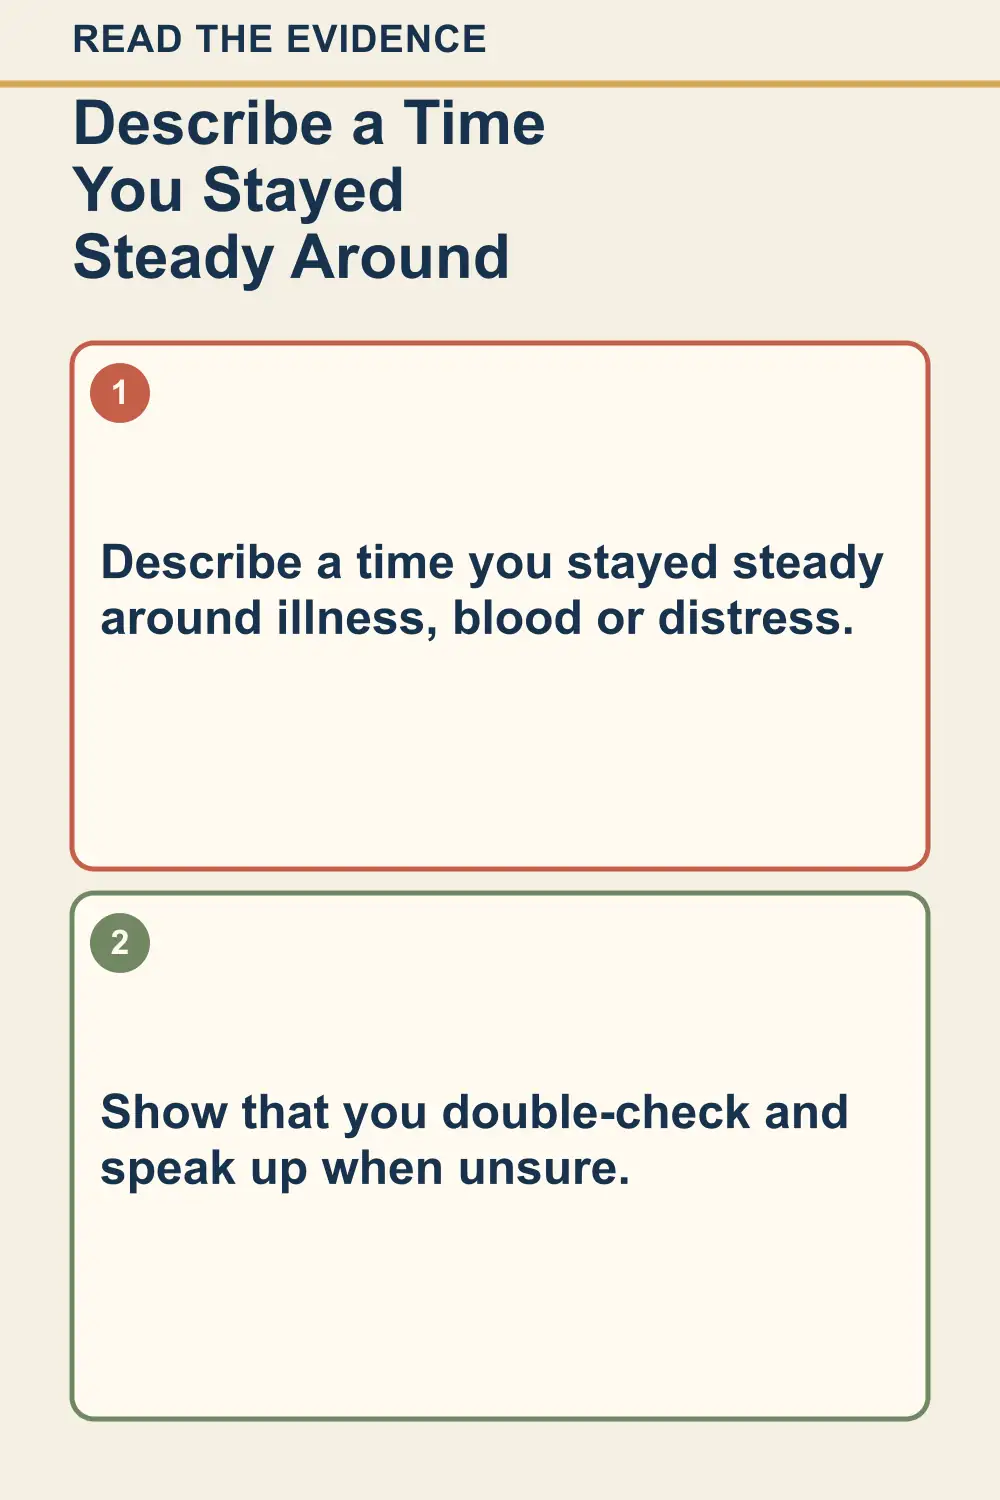 READ THE EVIDENCE
Describe a Time
You Stayed
Steady Around
1
Describe a time you stayed steady
around illness, blood or distress.
2
Show that you double-check and
speak up when unsure.